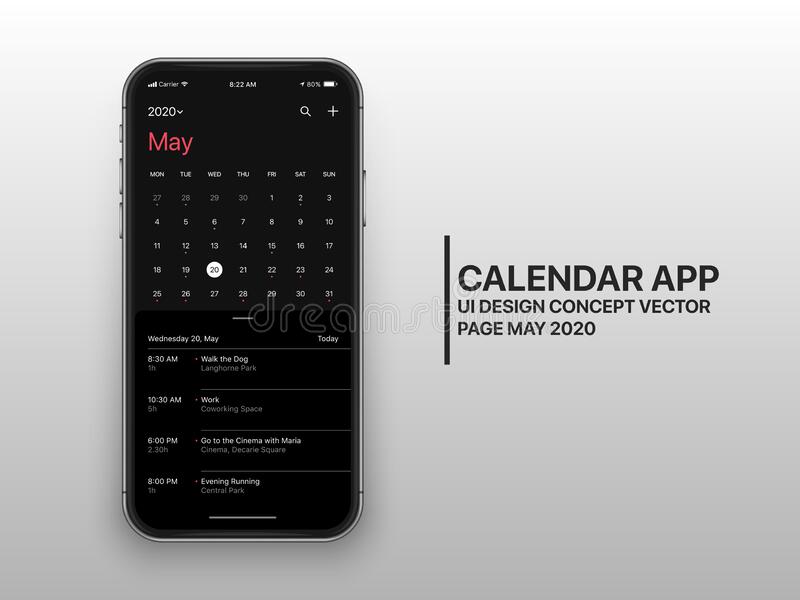 Carrier 8:22 AM 80%
2020
May
MON TUE WED THU FRI SAT SUN
27 28 29 30 1 2 3
4 5 6 7 8 9 10
11 12 13 14 15 16 17
18 19 20 21 22 23 24
25 26 27 28 29 30 31
Wednesday 20, May Today
8:30 AM Walk the Dog
1h Langhorne Park
10:30 AM Work
5h Coworking Space
6:00 PM Go to the Cinema with Maria
2.30h Cinema, Decarie Square
8:00 PM Evening Running
1h Central Park
CALENDAR APP
UI DESIGN CONCEPT VECTOR
PAGE MAY 2020
dreamstime